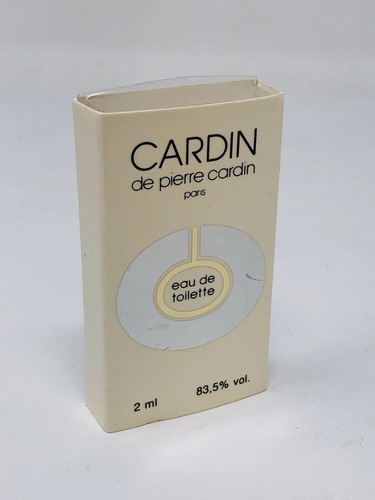 CARDIN
de pierre cardin
paris
eau de
toilette
2 ml 83,5% vol.